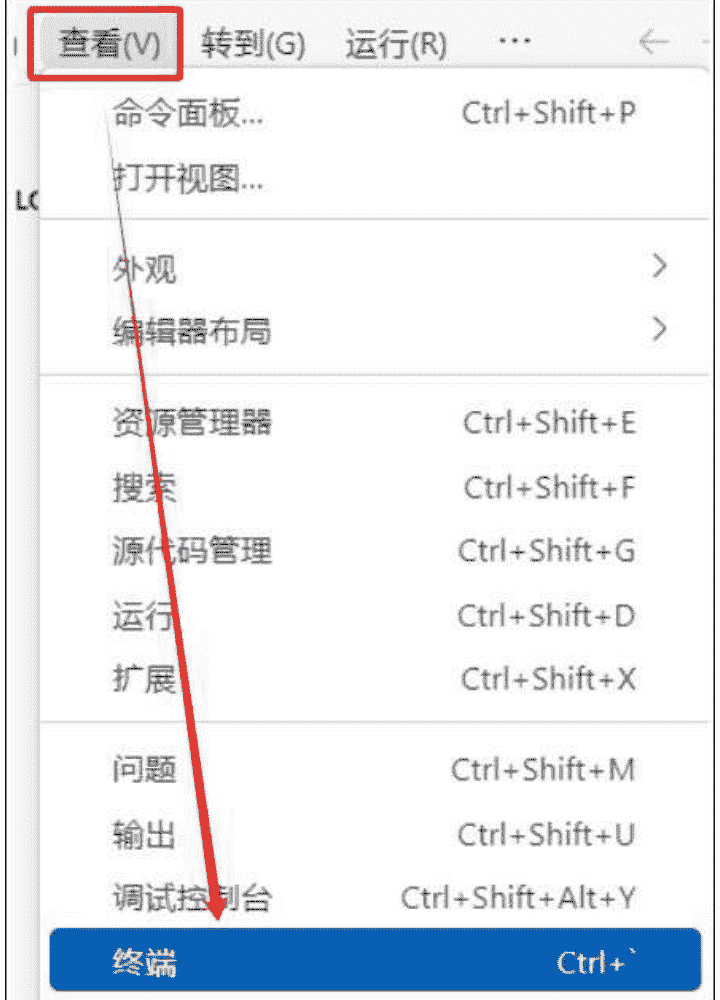 查看(V) 转到(G) 运行(R) ...
命令面板... Ctrl+Shift+P
打开视图...
LO
外观
编辑器布局
资源管理器 Ctrl+Shift+E
搜索 Ctrl+Shift+F
源代码管理 Ctrl+Shift+G
运行 Ctrl+Shift+D
扩展 Ctrl+Shift+X
问题 Ctrl+Shift+M
输出 Ctrl+Shift+U
调试控制台 Ctrl+Shift+Alt+Y
终端 Ctrl+`